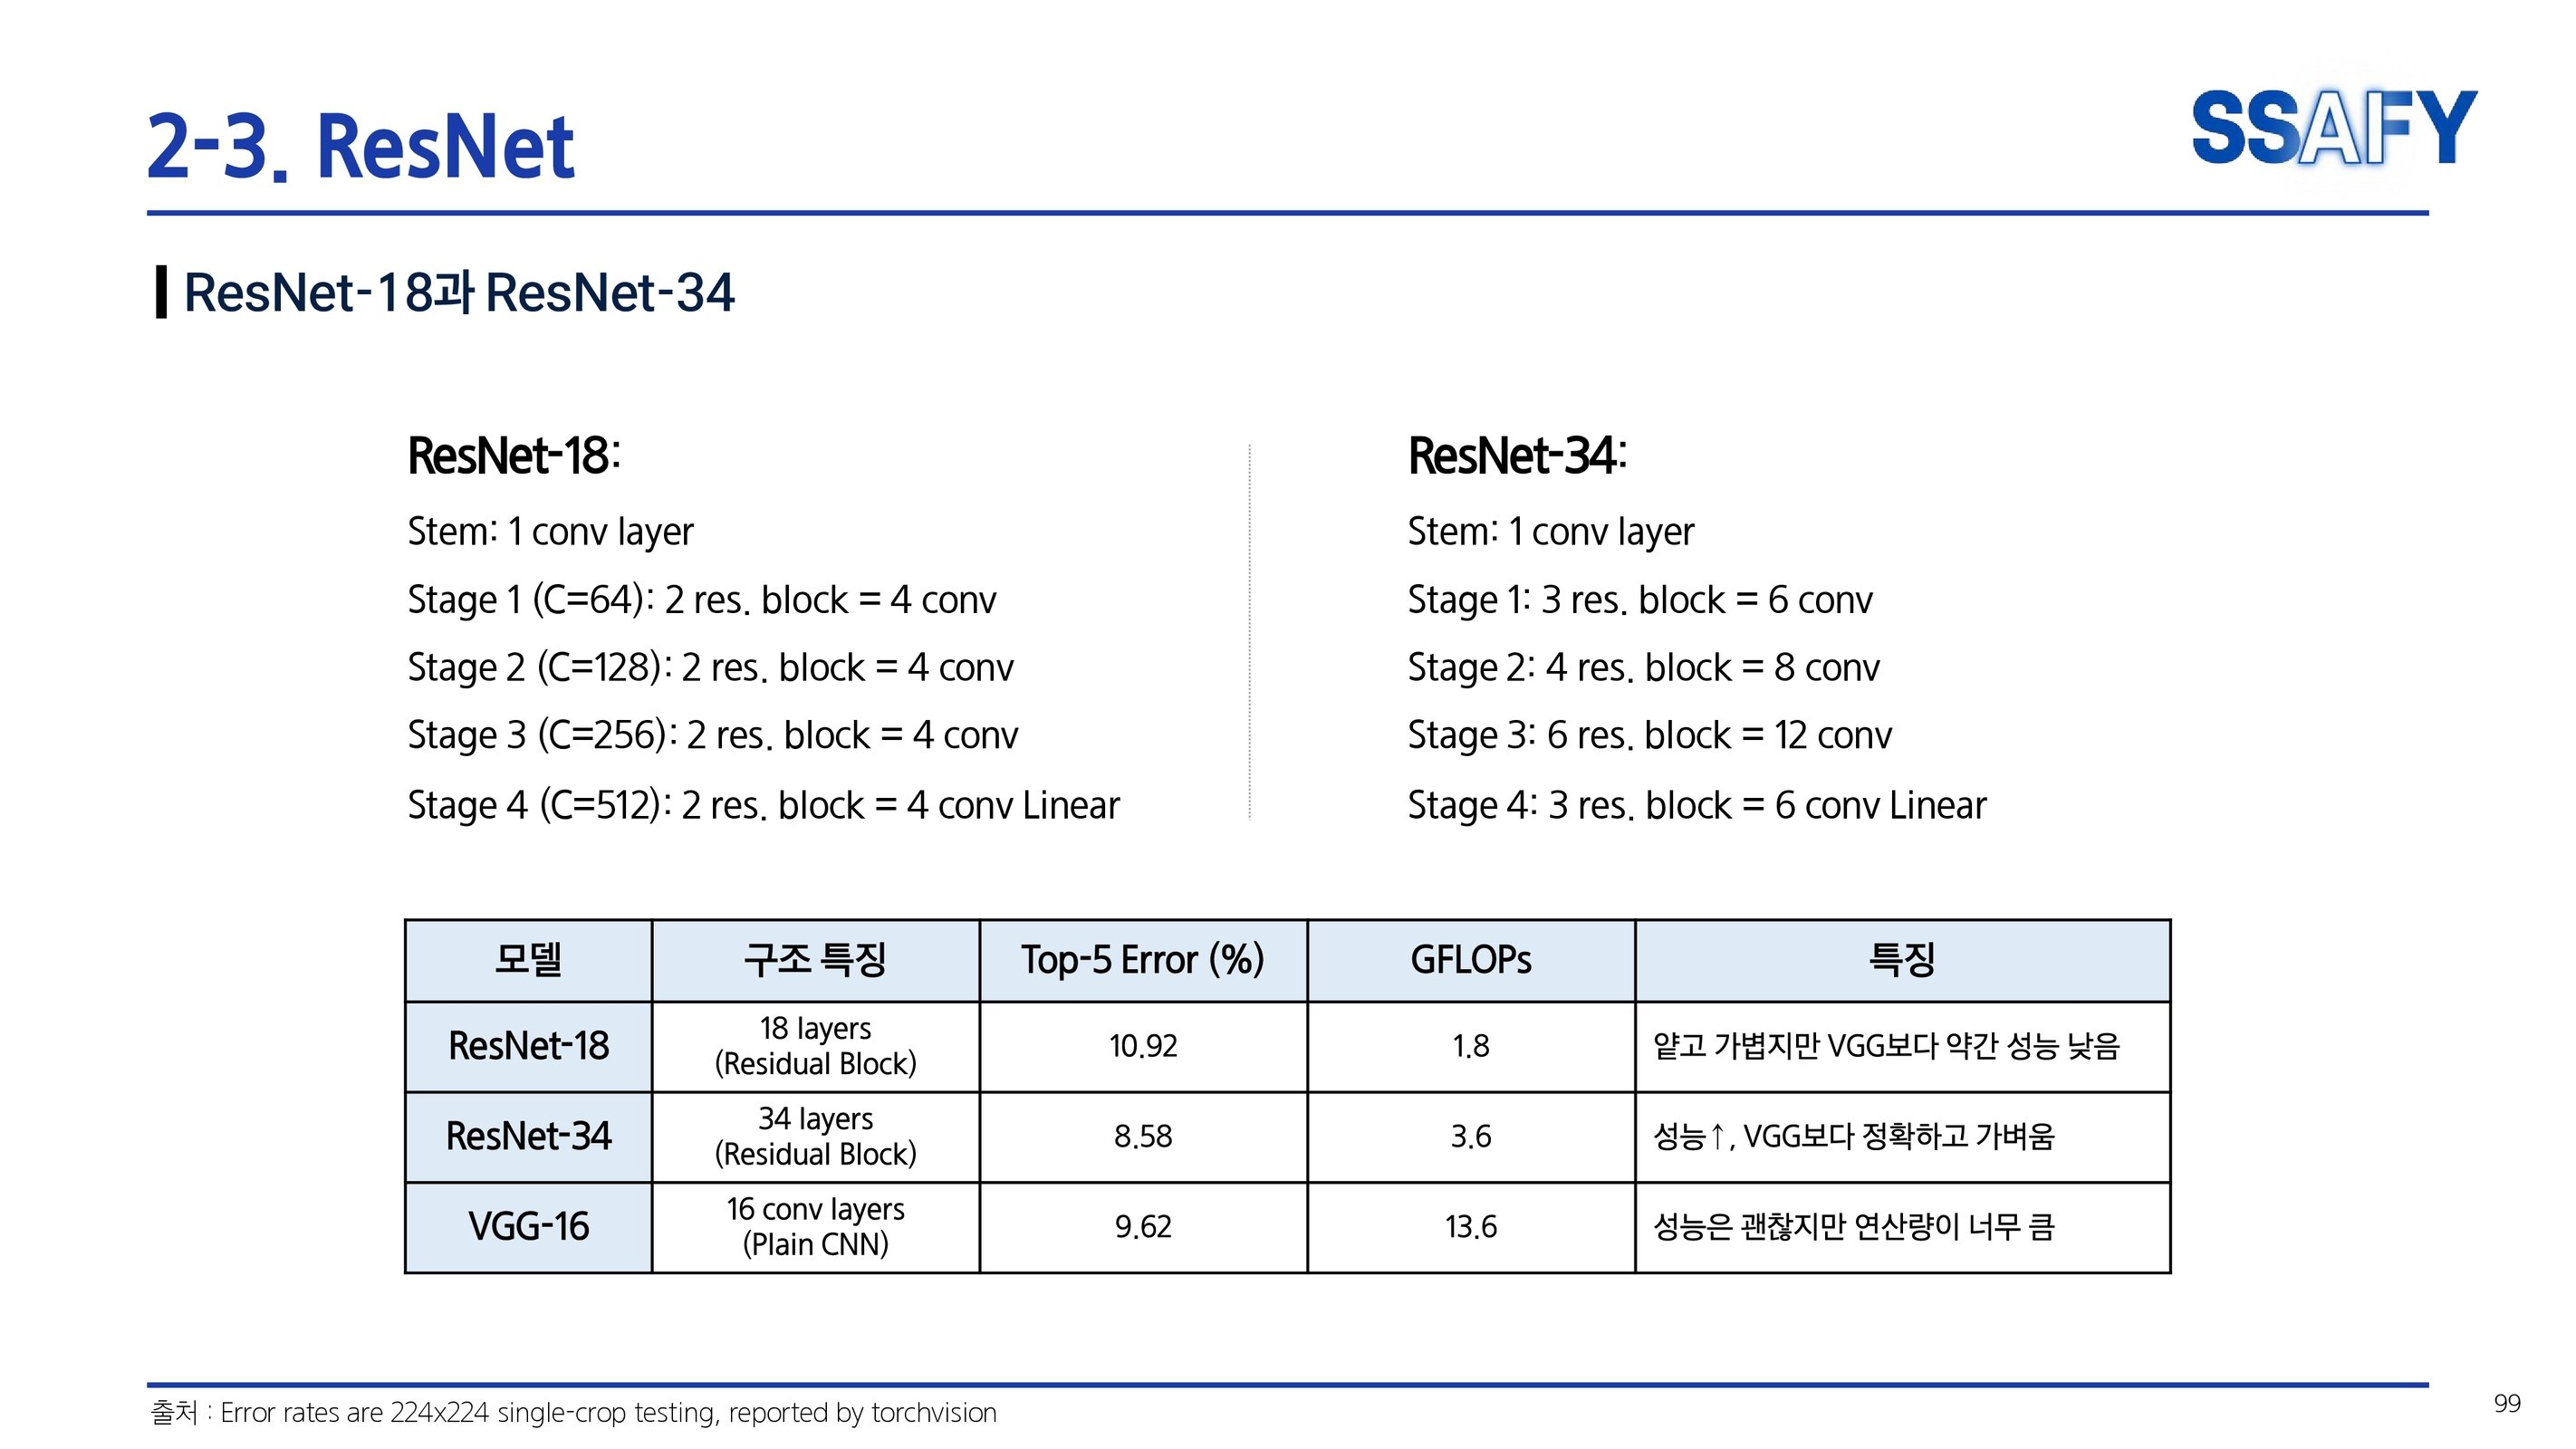 2-3. ResNet
SSAFY
ResNet-18과 ResNet-34
ResNet-18:
Stem: 1 conv layer
Stage 1 (C=64): 2 res. block = 4 conv
Stage 2 (C=128): 2 res. block = 4 conv
Stage 3 (C=256): 2 res. block = 4 conv
Stage 4 (C=512): 2 res. block = 4 conv Linear
ResNet-34:
Stem: 1 conv layer
Stage 1: 3 res. block = 6 conv
Stage 2: 4 res. block = 8 conv
Stage 3: 6 res. block = 12 conv
Stage 4: 3 res. block = 6 conv Linear
모델 구조 특징 Top-5 Error (%) GFLOPs 특징
ResNet-18 18 layers (Residual Block) 10.92 1.8 얕고 가볍지만 VGG보다 약간 성능 낮음
ResNet-34 34 layers (Residual Block) 8.58 3.6 성능↑, VGG보다 정확하고 가벼움
VGG-16 16 conv layers (Plain CNN) 9.62 13.6 성능은 괜찮지만 연산량이 너무 큼
출처 : Error rates are 224x224 single-crop testing, reported by torchvision
99